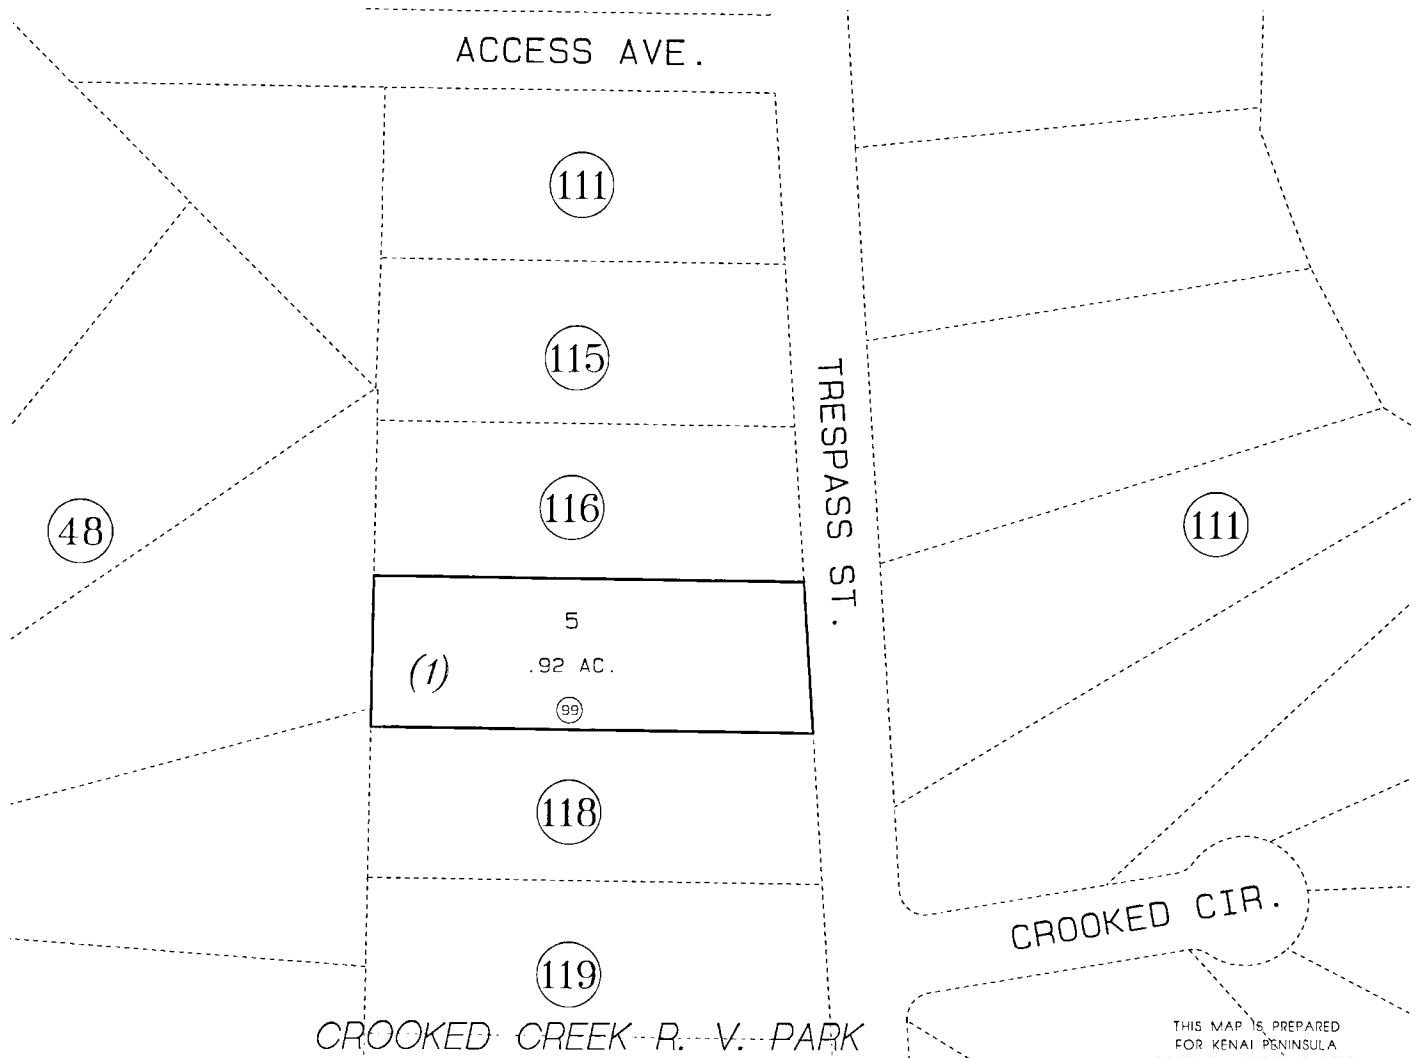 ACCESS AVE.
111
115
TRESPASS ST.
116
48
111
5
(1)
.92 AC.
99
118
CROOKED CIR.
119
CROOKED CREEK R. V. PARK
THIS MAP IS PREPARED
FOR KENAI PENINSULA